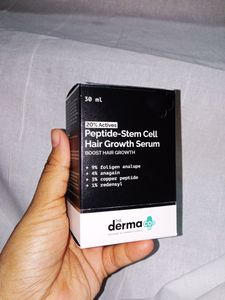 30 ml
20% Actives
Peptide-Stem Cell
Hair Growth Serum
BOOST HAIR GROWTH
+ 9% foligen analupe
+ 4% anagain
+ 3% copper peptide
+ 1% redensyl
THE
derma
co